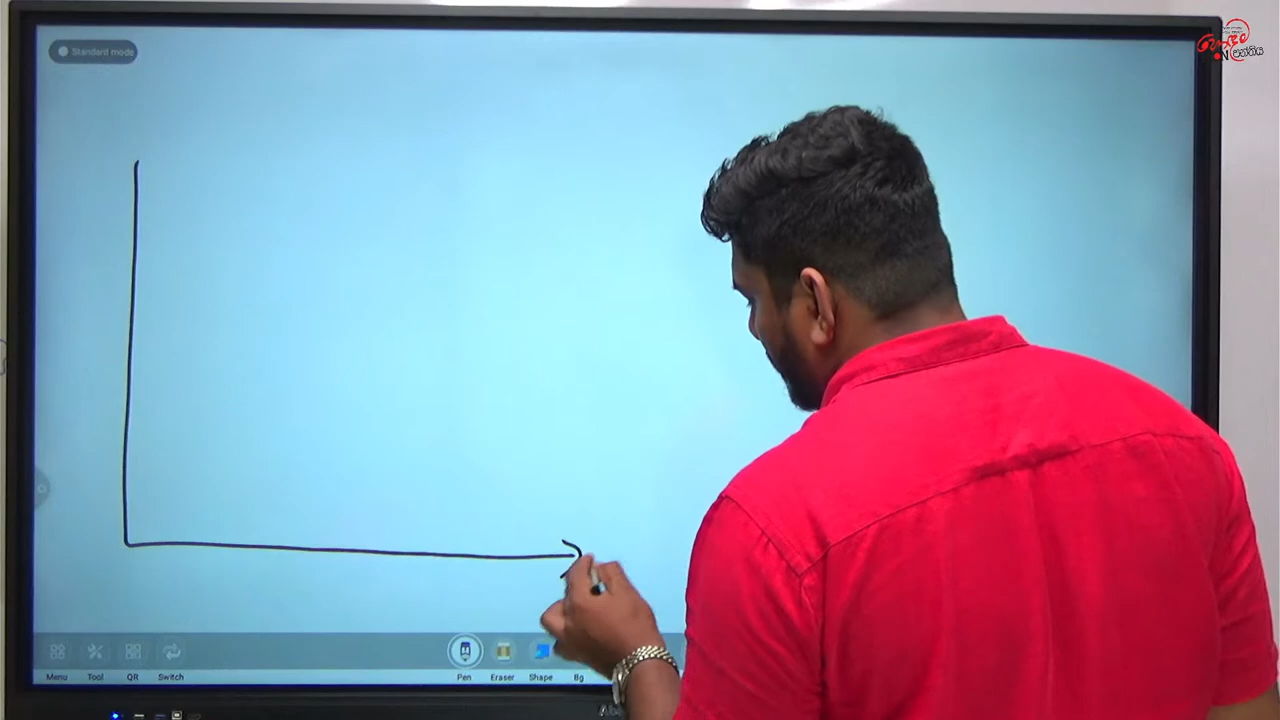 Standard mode
Menu
Tool
QR
Switch
Pen
Eraser
Shape
Bg